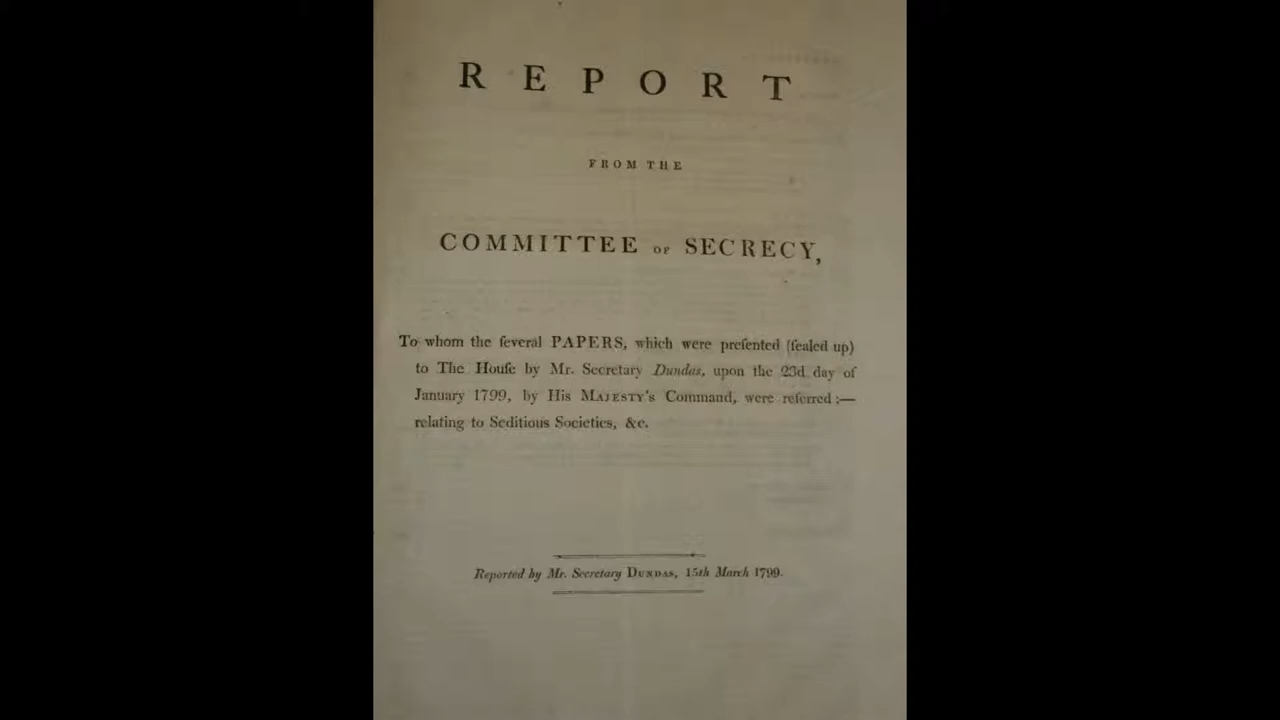 REPORT
FROM THE
COMMITTEE OF SECRECY,
To whom the ſeveral PAPERS, which were preſented (ſealed up)
to The Houſe by Mr. Secretary Dundas, upon the 23d day of
January 1799, by His MAJESTY's Command, were referred :—
relating to Seditious Societies, &c.
Reported by Mr. Secretary DUNDAS, 15th March 1799.